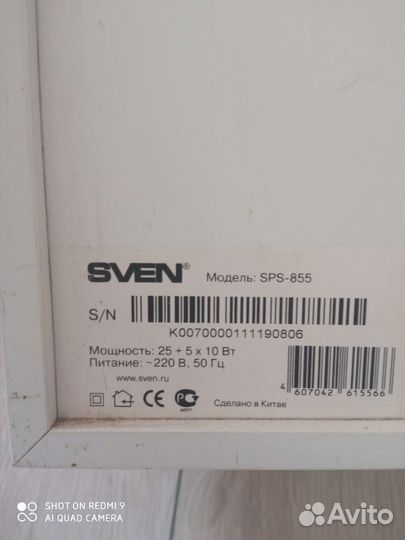 SVEN® Модель: SPS-855
S/N
K0070000111190806
Мощность: 25 + 5 x 10 Вт
Питание: ~220 В, 50 Гц
www.sven.ru
CE
Сделано в Китае
4 607042 615566
SHOT ON REDMI 9
AI QUAD CAMERA
Avito